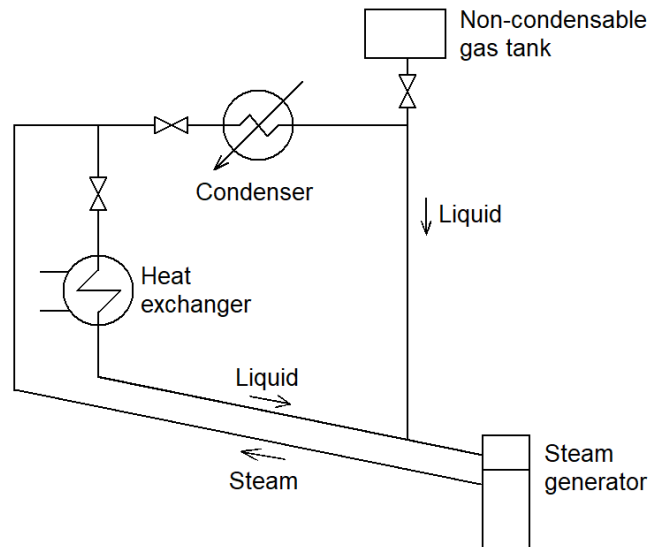 Non-condensable
gas tank
Condenser
Liquid
Heat
exchanger
Liquid
Steam
Steam
generator